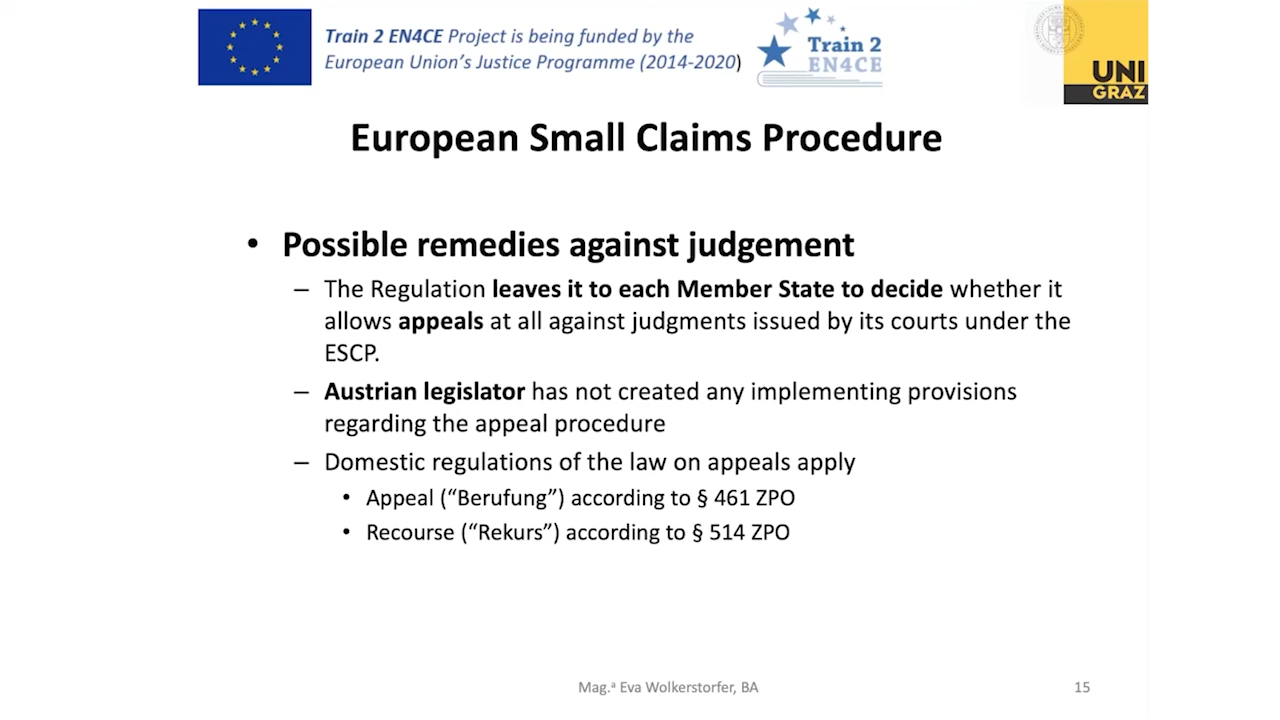 Train 2 EN4CE Project is being funded by the
European Union's Justice Programme (2014-2020)
Train 2
EN4CE
UNI
GRAZ
European Small Claims Procedure
• Possible remedies against judgement
– The Regulation leaves it to each Member State to decide whether it
allows appeals at all against judgments issued by its courts under the
ESCP.
– Austrian legislator has not created any implementing provisions
regarding the appeal procedure
– Domestic regulations of the law on appeals apply
• Appeal (“Berufung”) according to § 461 ZPO
• Recourse (“Rekurs”) according to § 514 ZPO
Mag.ª Eva Wolkerstorfer, BA
15